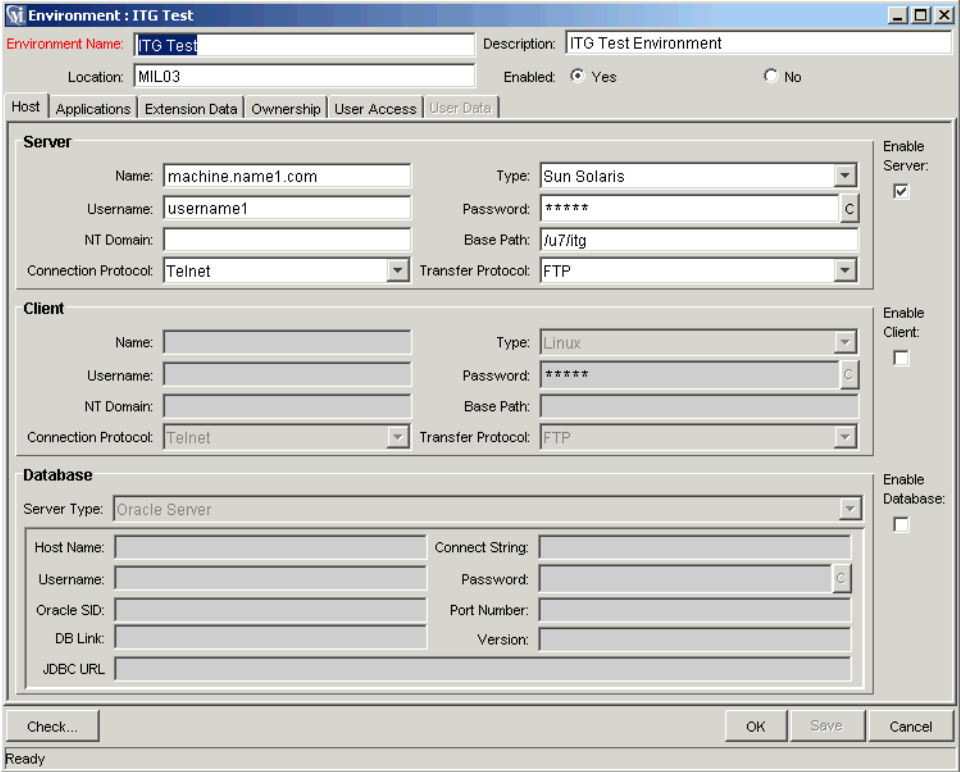 Environment : ITG Test
Environment Name: ITG Test Description: ITG Test Environment
Location: MIL03 Enabled: Yes No
Host Applications Extension Data Ownership User Access User Data
Server Enable Server:
Name: machine.name1.com Type: Sun Solaris
Username: username1 Password: ***** C
NT Domain: Base Path: /u7/itg
Connection Protocol: Telnet Transfer Protocol: FTP
Client Enable Client:
Name: Type: Linux
Username: Password: ***** C
NT Domain: Base Path:
Connection Protocol: Telnet Transfer Protocol: FTP
Database Enable Database:
Server Type: Oracle Server
Host Name: Connect String:
Username: Password: C
Oracle SID: Port Number:
DB Link: Version:
JDBC URL
Check... OK Save Cancel
Ready